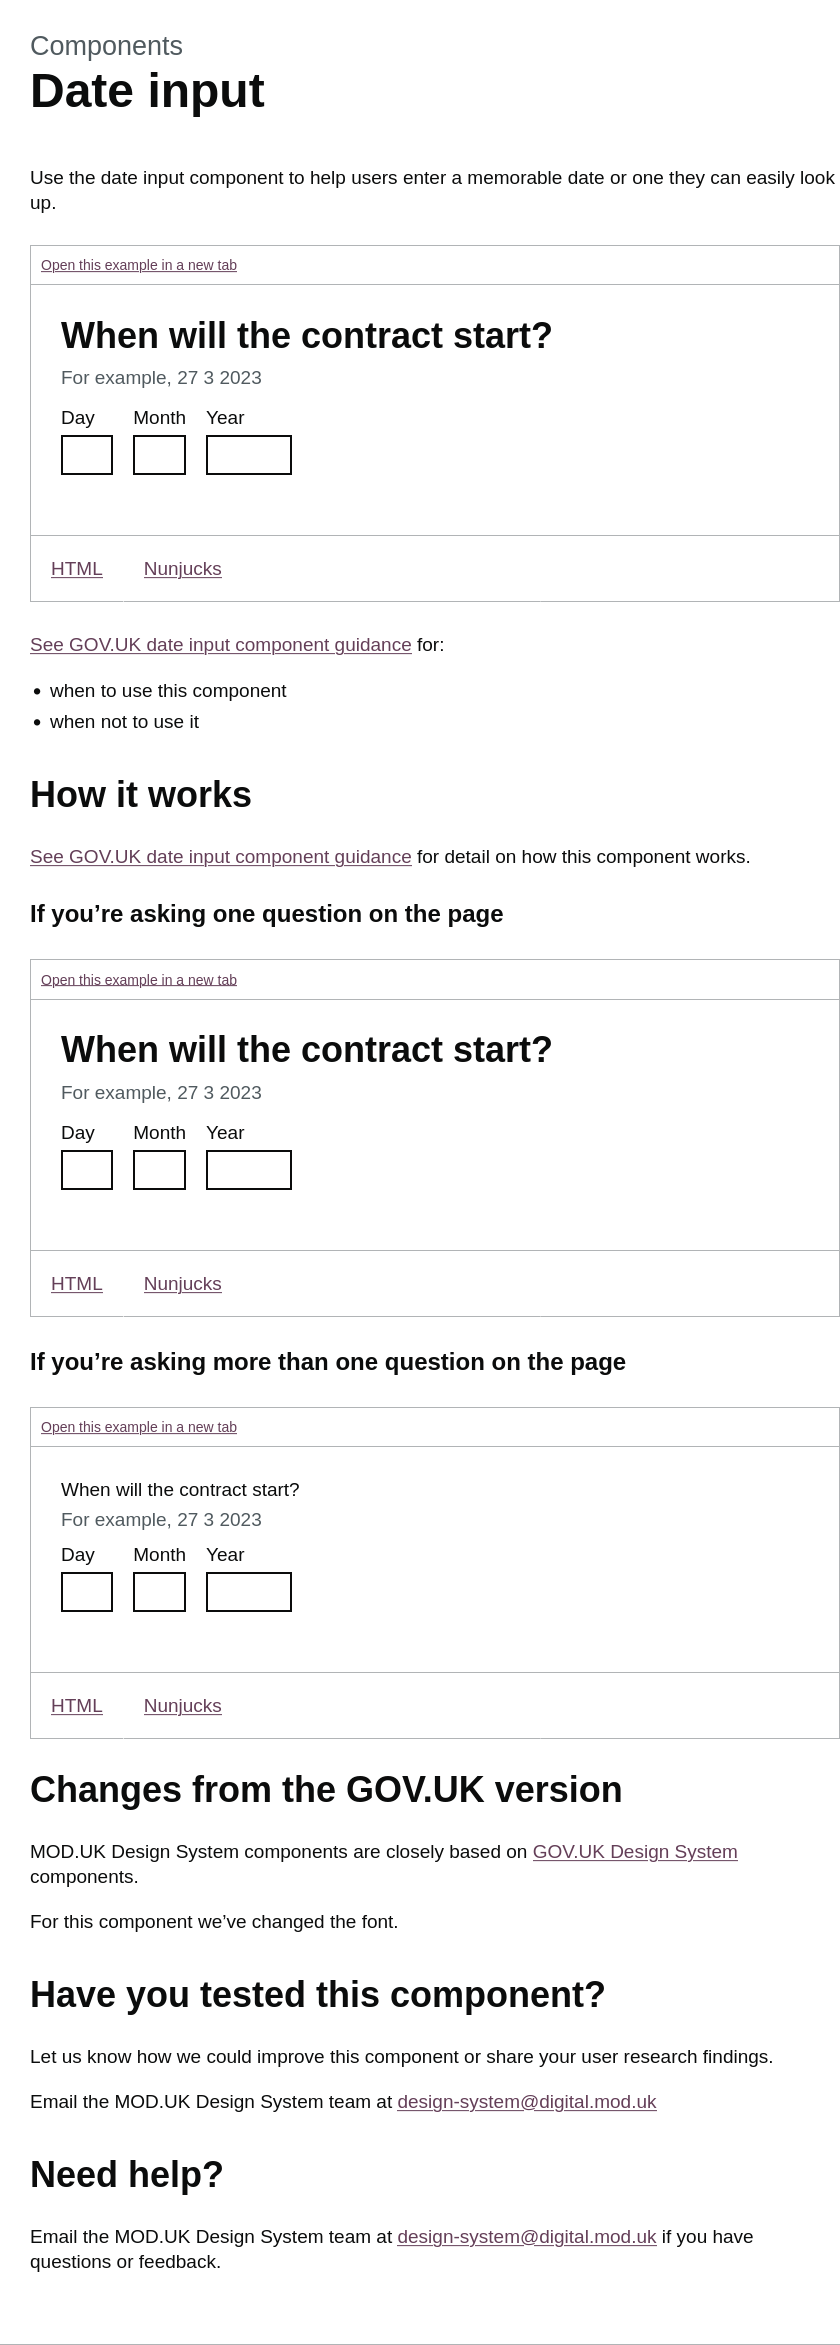 Components
Date input
Use the date input component to help users enter a memorable date or one they can easily look
up.
Open this example in a new tab
When will the contract start?
For example, 27 3 2023
Day Month Year
HTML Nunjucks
See GOV.UK date input component guidance for:
• when to use this component
• when not to use it
How it works
See GOV.UK date input component guidance for detail on how this component works.
If you’re asking one question on the page
Open this example in a new tab
When will the contract start?
For example, 27 3 2023
Day Month Year
HTML Nunjucks
If you’re asking more than one question on the page
Open this example in a new tab
When will the contract start?
For example, 27 3 2023
Day Month Year
HTML Nunjucks
Changes from the GOV.UK version
MOD.UK Design System components are closely based on GOV.UK Design System
components.
For this component we’ve changed the font.
Have you tested this component?
Let us know how we could improve this component or share your user research findings.
Email the MOD.UK Design System team at design-system@digital.mod.uk
Need help?
Email the MOD.UK Design System team at design-system@digital.mod.uk if you have
questions or feedback.